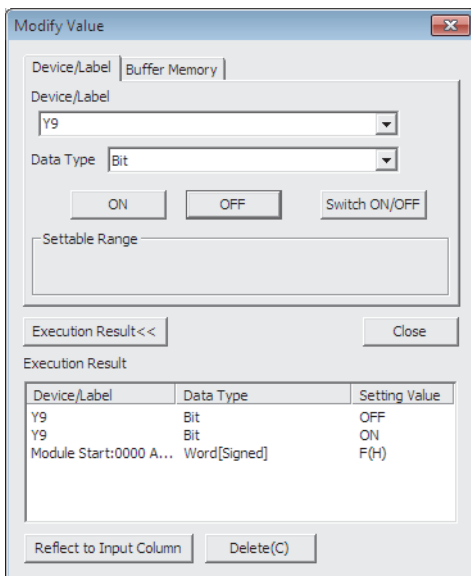 Modify Value
Device/Label Buffer Memory
Device/Label
Y9
Data Type Bit
ON OFF Switch ON/OFF
Settable Range
Execution Result<< Close
Execution Result
Device/Label Data Type Setting Value
Y9 Bit OFF
Y9 Bit ON
Module Start:0000 A... Word[Signed] F(H)
Reflect to Input Column Delete(C)